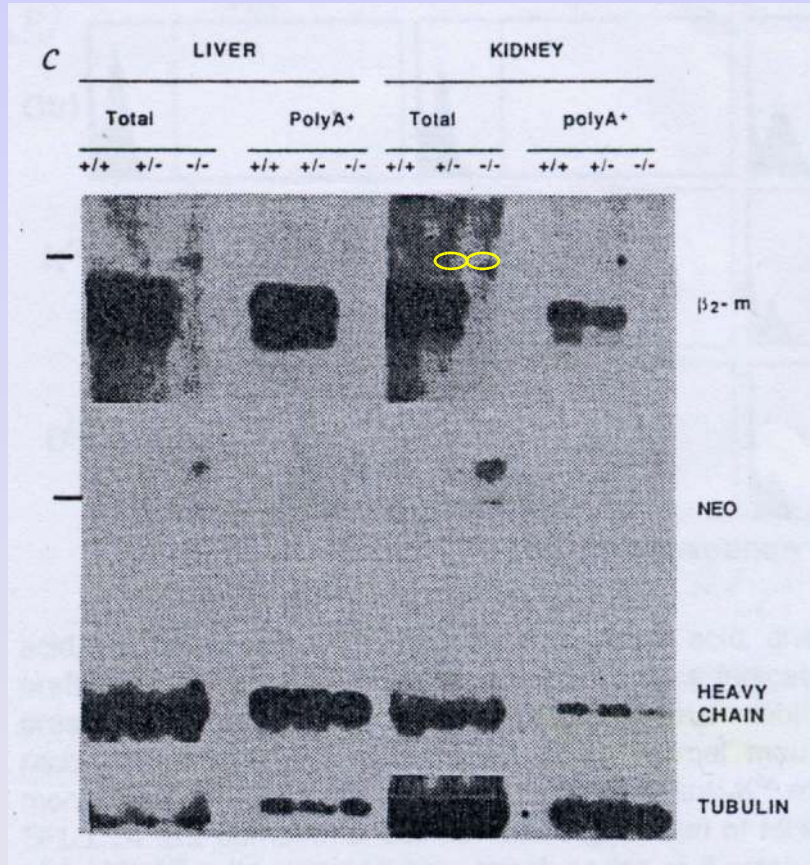 C
LIVER KIDNEY
Total PolyA+ Total polyA+
+/+ +/- -/- +/+ +/- -/- +/+ +/- -/- +/+ +/- -/-
β2-m
NEO
HEAVY
CHAIN
TUBULIN